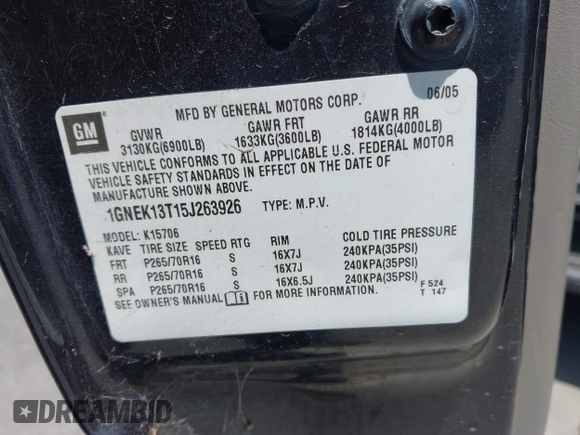 06/05
MFD BY GENERAL MOTORS CORP.
GM
GVWR GAWR FRT GAWR RR
3130KG(6900LB) 1633KG(3600LB) 1814KG(4000LB)
THIS VEHICLE CONFORMS TO ALL APPLICABLE U.S. FEDERAL MOTOR
VEHICLE SAFETY STANDARDS IN EFFECT ON THE DATE OF
MANUFACTURE SHOWN ABOVE.
1GNEK13T15J263926 TYPE: M.P.V.
MODEL: K15706
KAVE TIRE SIZE SPEED RTG RIM COLD TIRE PRESSURE
FRT P265/70R16 S 16X7J 240KPA(35PSI)
RR P265/70R16 S 16X7J 240KPA(35PSI)
SPA P265/70R16 S 16X6.5J 240KPA(35PSI)
SEE OWNER'S MANUAL FOR MORE INFORMATION. F 524
T 147
DREAMBID